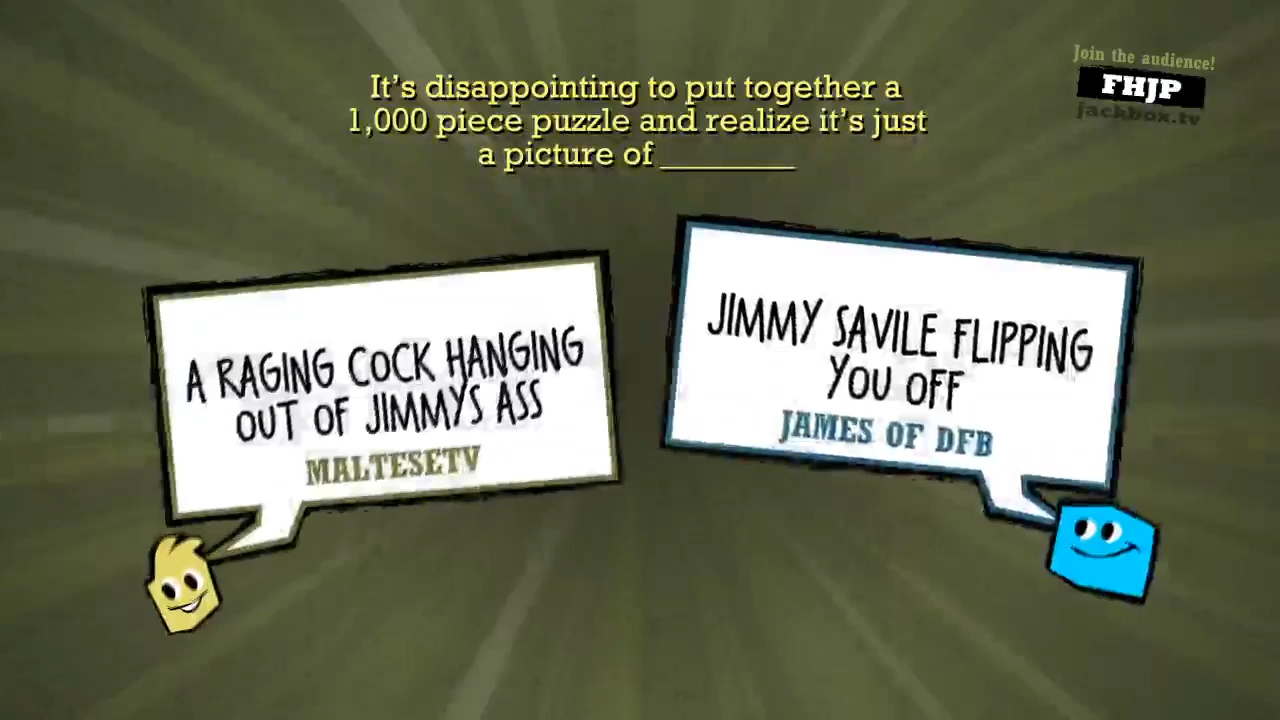 Join the audience!
FHJP
jackbox.tv
It's disappointing to put together a
1,000 piece puzzle and realize it's just
a picture of ________
A RAGING COCK HANGING
OUT OF JIMMYS ASS
MALTESETV
JIMMY SAVILE FLIPPING
YOU OFF
JAMES OF DFB